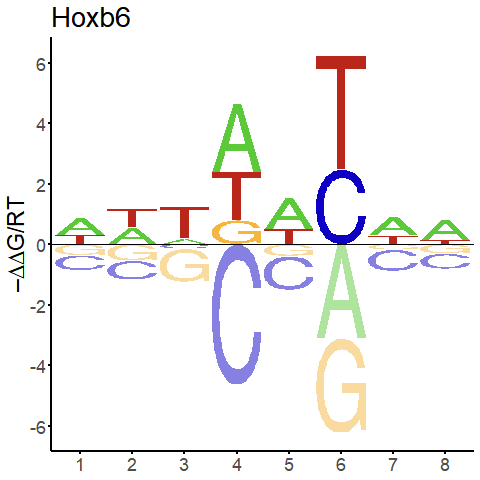 Hoxb6
−ΔΔG/RT
6
4
2
0
-2
-4
-6
A T G C
T A G C
T A C G
A T G C
A T G C
T C A G
A T G C
A T G C
1 2 3 4 5 6 7 8